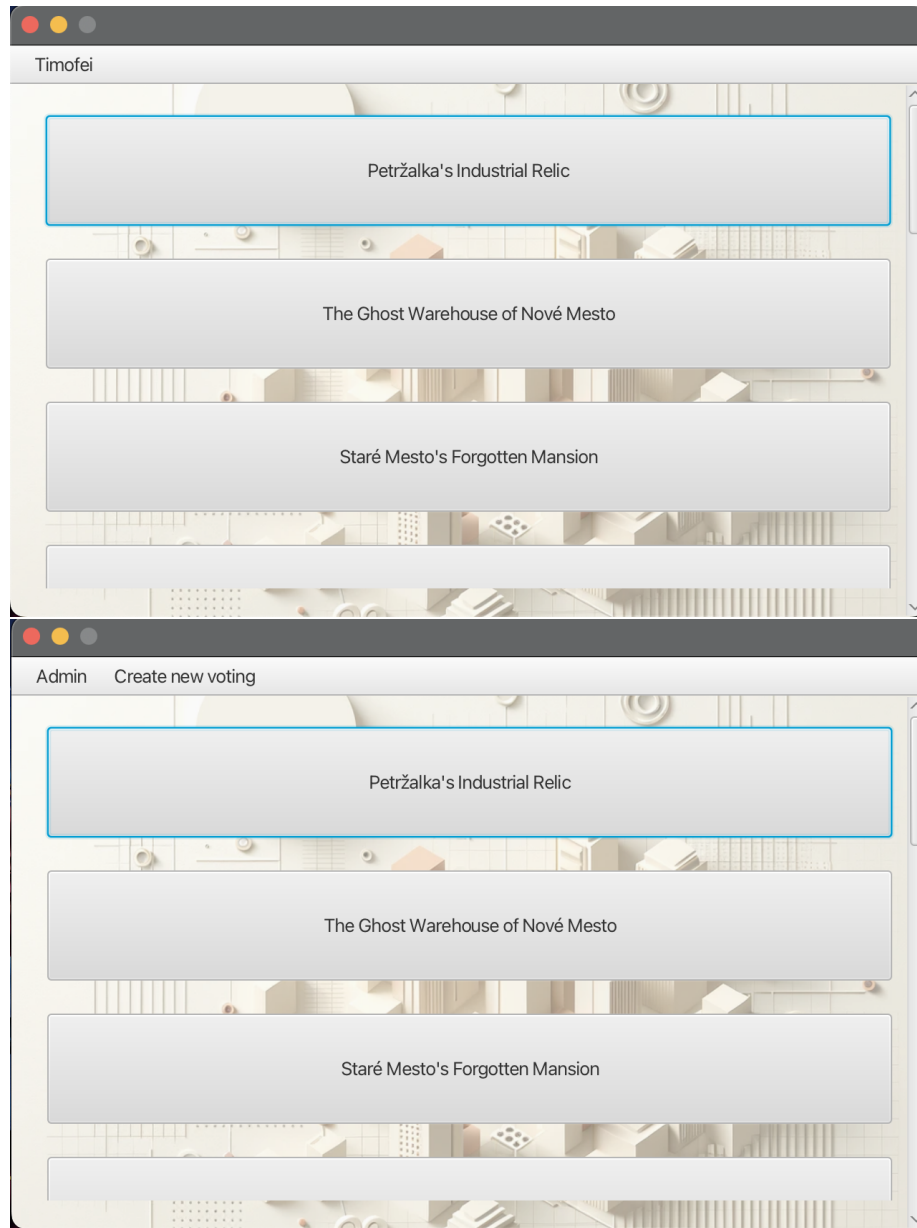 Timofei
Petržalka's Industrial Relic
The Ghost Warehouse of Nové Mesto
Staré Mesto's Forgotten Mansion
Admin Create new voting
Petržalka's Industrial Relic
The Ghost Warehouse of Nové Mesto
Staré Mesto's Forgotten Mansion